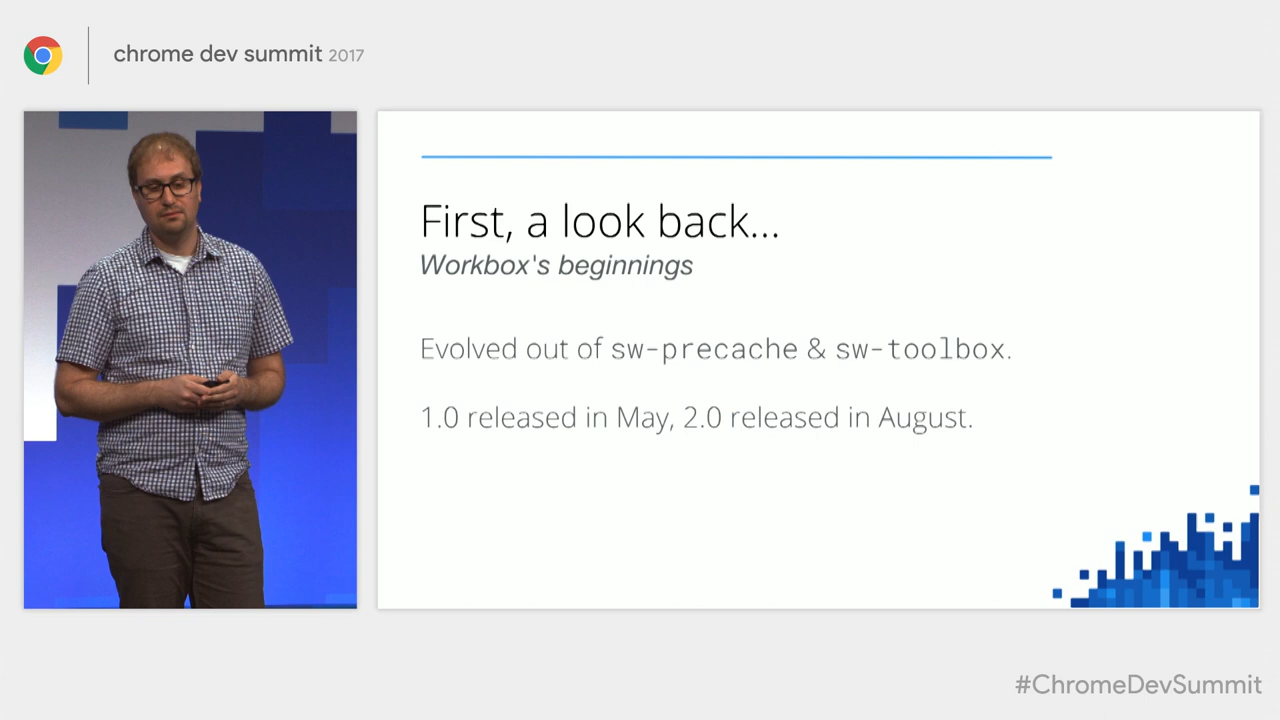 chrome dev summit 2017
First, a look back...
Workbox's beginnings
Evolved out of sw-precache & sw-toolbox.
1.0 released in May, 2.0 released in August.
#ChromeDevSummit